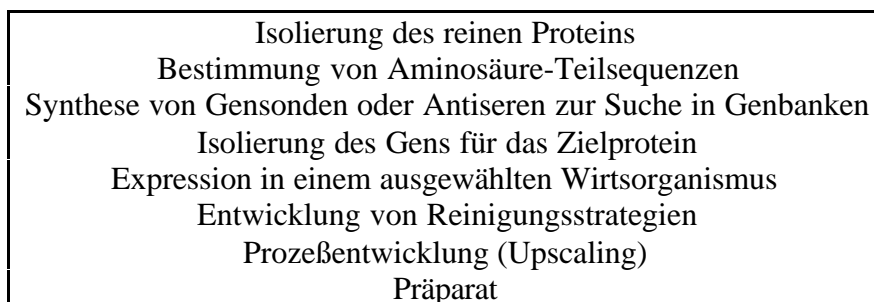 Isolierung des reinen Proteins
Bestimmung von Aminosäure-Teilsequenzen
Synthese von Gensonden oder Antiseren zur Suche in Genbanken
Isolierung des Gens für das Zielprotein
Expression in einem ausgewählten Wirtsorganismus
Entwicklung von Reinigungsstrategien
Prozeßentwicklung (Upscaling)
Präparat